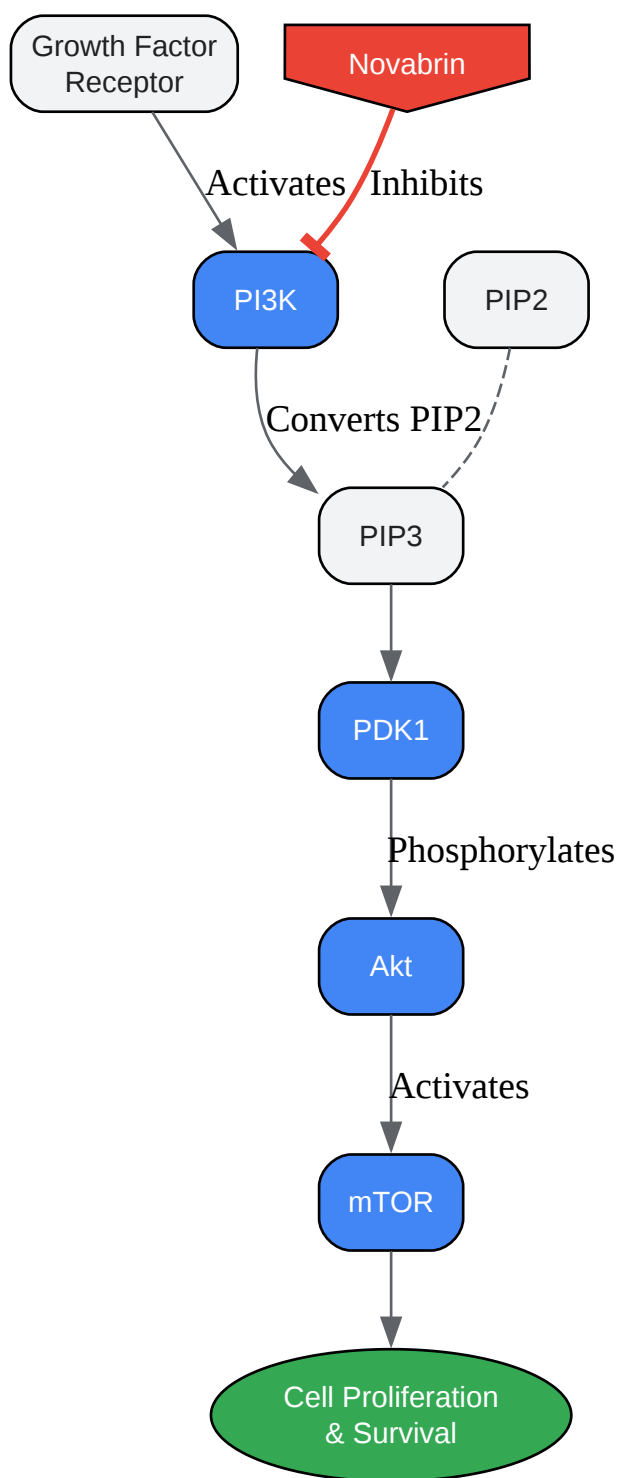 Growth Factor
Receptor
Novabrin
Activates
Inhibits
PI3K
PIP2
Converts PIP2
PIP3
PDK1
Phosphorylates
Akt
Activates
mTOR
Cell Proliferation
& Survival